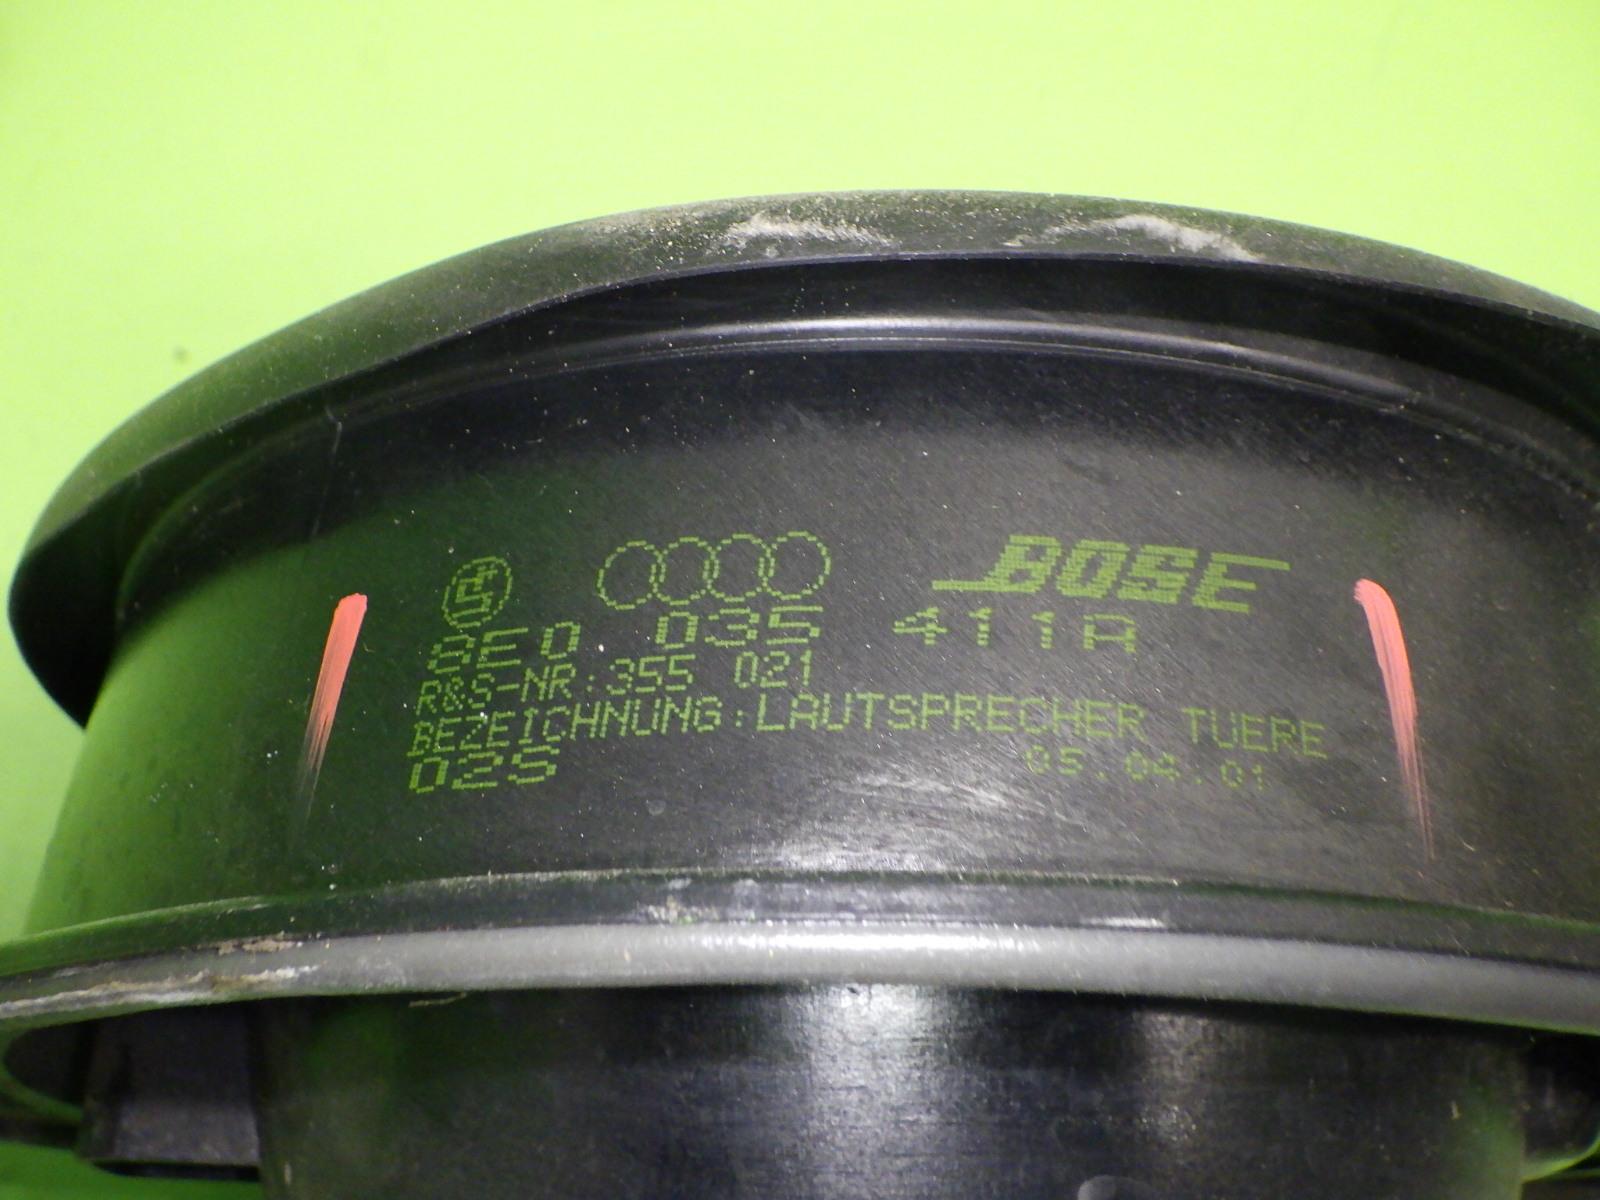 BOSE
8E0 035 411A
R&S-NR:355 021
BEZEICHNUNG:LAUTSPRECHER TUERE
025 05.04.01